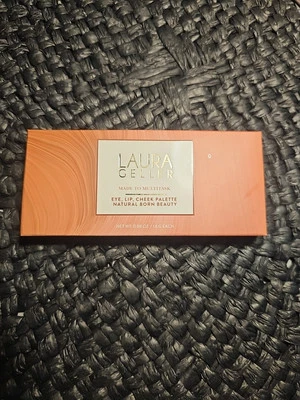 LAURA
GELLER
MADE TO MULTITASK
EYE, LIP, CHEEK PALETTE
NATURAL BORN BEAUTY